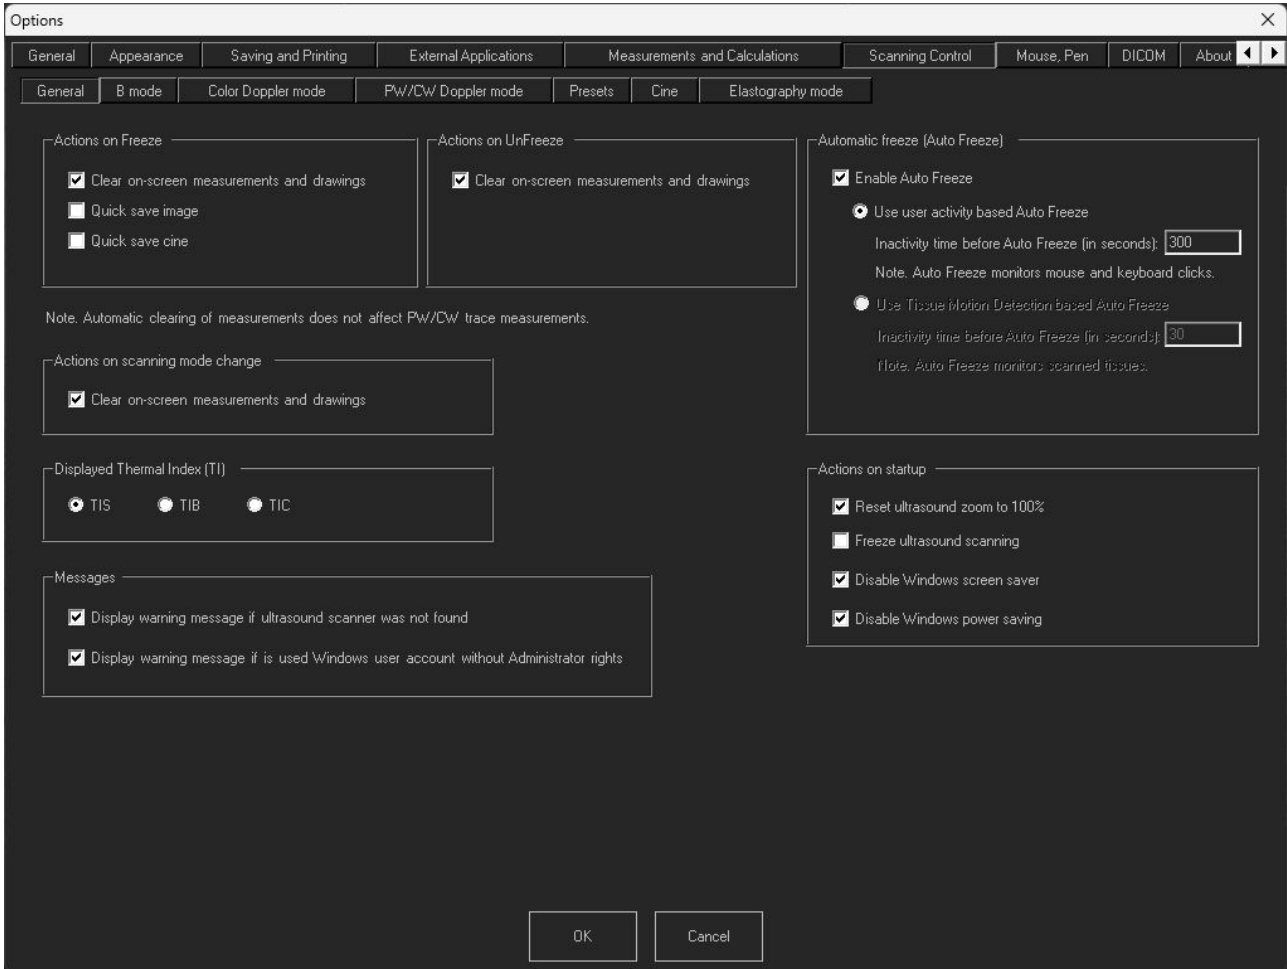 Options
General Appearance Saving and Printing External Applications Measurements and Calculations Scanning Control Mouse, Pen DICOM About
General B mode Color Doppler mode PW/CW Doppler mode Presets Cine Elastography mode
Actions on Freeze
Clear on-screen measurements and drawings
Quick save image
Quick save cine
Actions on UnFreeze
Clear on-screen measurements and drawings
Automatic freeze (Auto Freeze)
Enable Auto Freeze
Use user activity based Auto Freeze
Inactivity time before Auto Freeze (in seconds): 300
Note. Auto Freeze monitors mouse and keyboard clicks.
Use Tissue Motion Detection based Auto Freeze
Inactivity time before Auto Freeze (in seconds): 30
Note. Auto Freeze monitors scanned tissues.
Note. Automatic clearing of measurements does not affect PW/CW trace measurements.
Actions on scanning mode change
Clear on-screen measurements and drawings
Displayed Thermal Index (TI)
TIS TIB TIC
Actions on startup
Reset ultrasound zoom to 100%
Freeze ultrasound scanning
Disable Windows screen saver
Disable Windows power saving
Messages
Display warning message if ultrasound scanner was not found
Display warning message if is used Windows user account without Administrator rights
OK Cancel